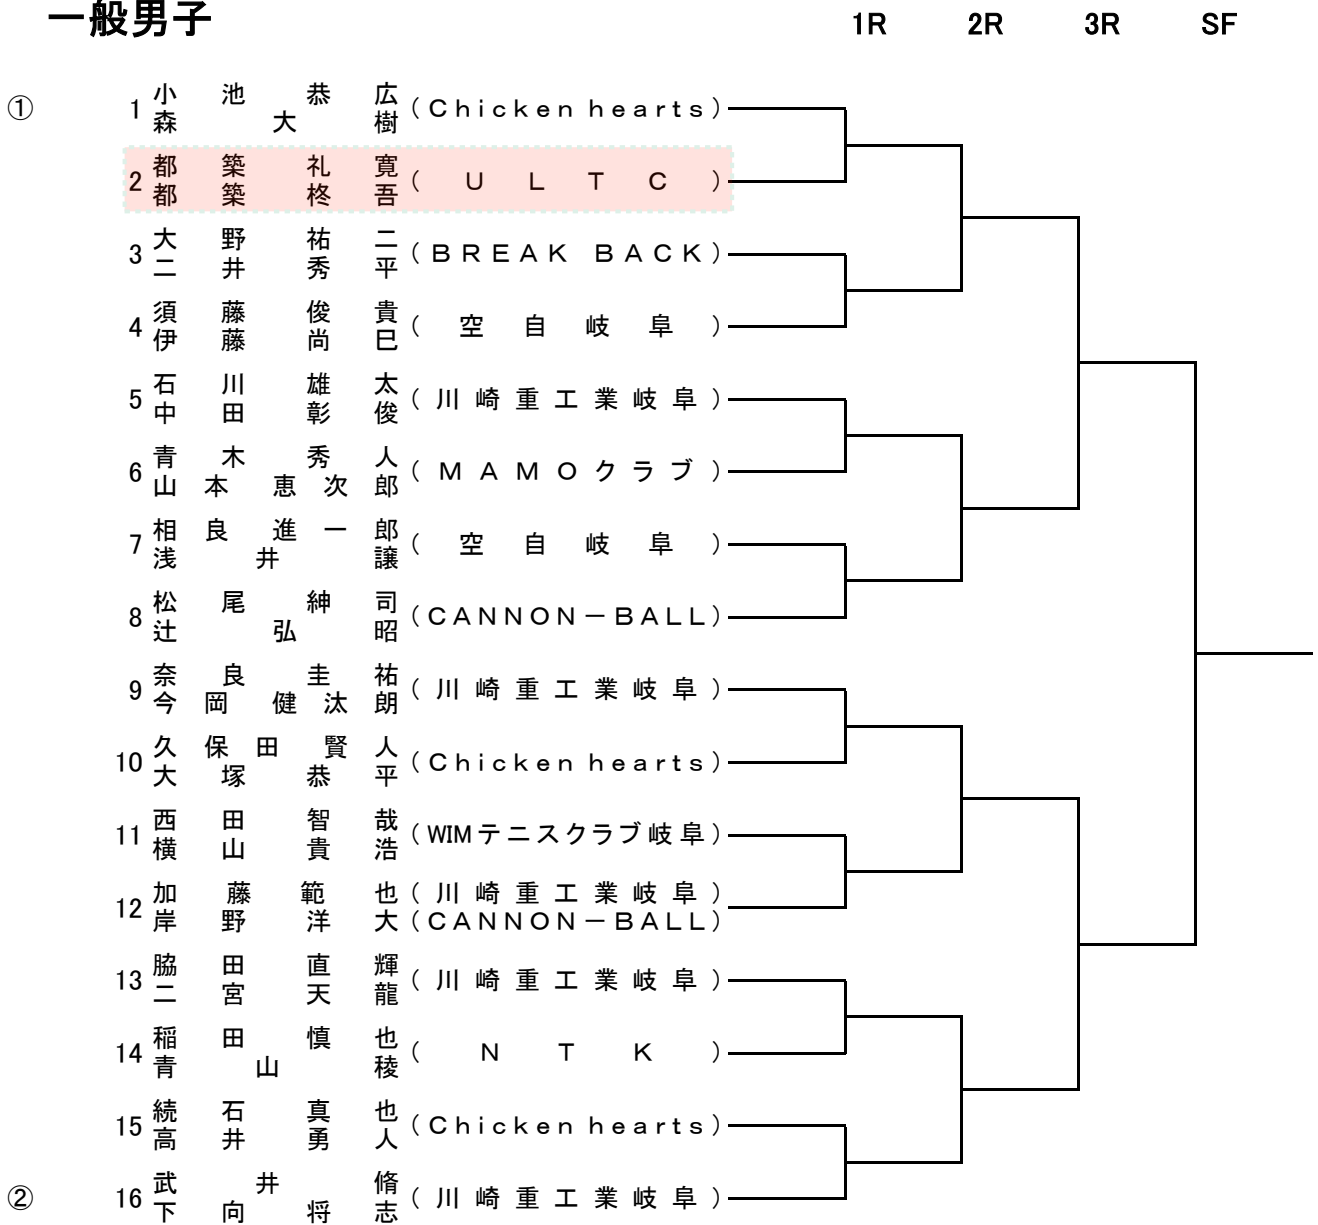 一般男子 1R 2R 3R SF
① 1 小池恭広 (Chicken hearts)
森大樹
2 都築礼寛 (ULTC)
都築柊吾
3 大野祐二 (BREAK BACK)
二井秀平
4 須藤俊貴 (空自岐阜)
伊藤尚巳
5 石川雄太 (川崎重工業岐阜)
中田彰俊
6 青木秀人 (MAMOクラブ)
山本恵次郎
7 相良進一郎 (空自岐阜)
浅井譲
8 松尾紳司 (CANNON－BALL)
辻弘昭
9 奈良圭祐 (川崎重工業岐阜)
今岡健汰朗
10 久保田賢人 (Chicken hearts)
大塚恭平
11 西田智哉 (WIMテニスクラブ岐阜)
横山貴浩
12 加藤範也 (川崎重工業岐阜)
岸野洋大 (CANNON－BALL)
13 脇田直輝 (川崎重工業岐阜)
二宮天龍
14 稲田慎也 (NTK)
青山稜
15 続石真也 (Chicken hearts)
高井勇人
② 16 武井脩 (川崎重工業岐阜)
下向将志